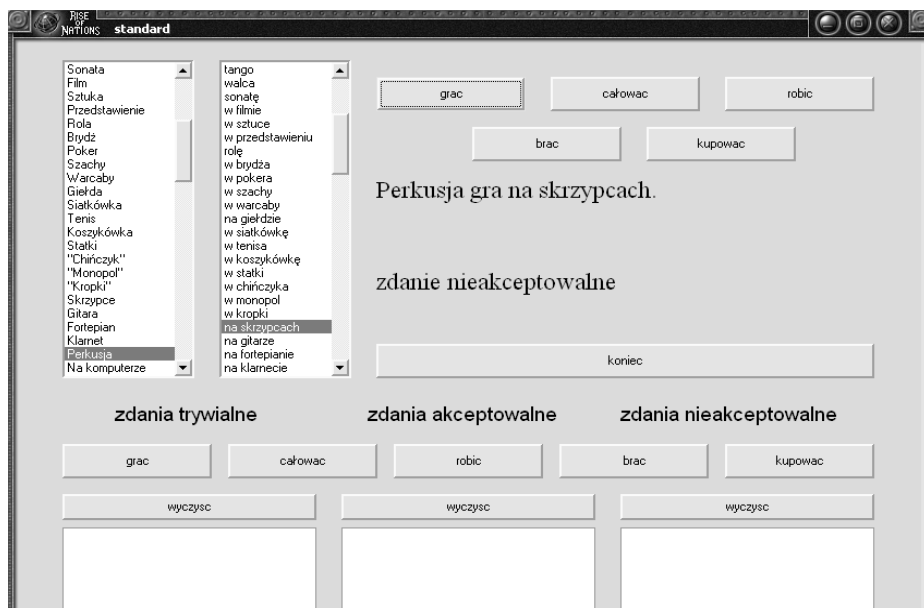 RISE
OF
NATIONS standard
Sonata
Film
Sztuka
Przedstawienie
Rola
Brydż
Poker
Szachy
Warcaby
Giełda
Siatkówka
Tenis
Koszykówka
Statki
"Chińczyk"
"Monopol"
"Kropki"
Skrzypce
Gitara
Fortepian
Klarnet
Perkusja
Na komputerze
tango
walca
sonatę
w filmie
w sztuce
w przedstawieniu
rolę
w brydża
w pokera
w szachy
w warcaby
na giełdzie
w siatkówkę
w tenisa
w koszykówkę
w statki
w chińczyka
w monopol
w kropki
na skrzypcach
na gitarze
na fortepianie
na klarnecie
grac całowac robic
brac kupowac
Perkusja gra na skrzypcach.
zdanie nieakceptowalne
koniec
zdania trywialne zdania akceptowalne zdania nieakceptowalne
grac całowac robic brac kupowac
wyczysc wyczysc wyczysc